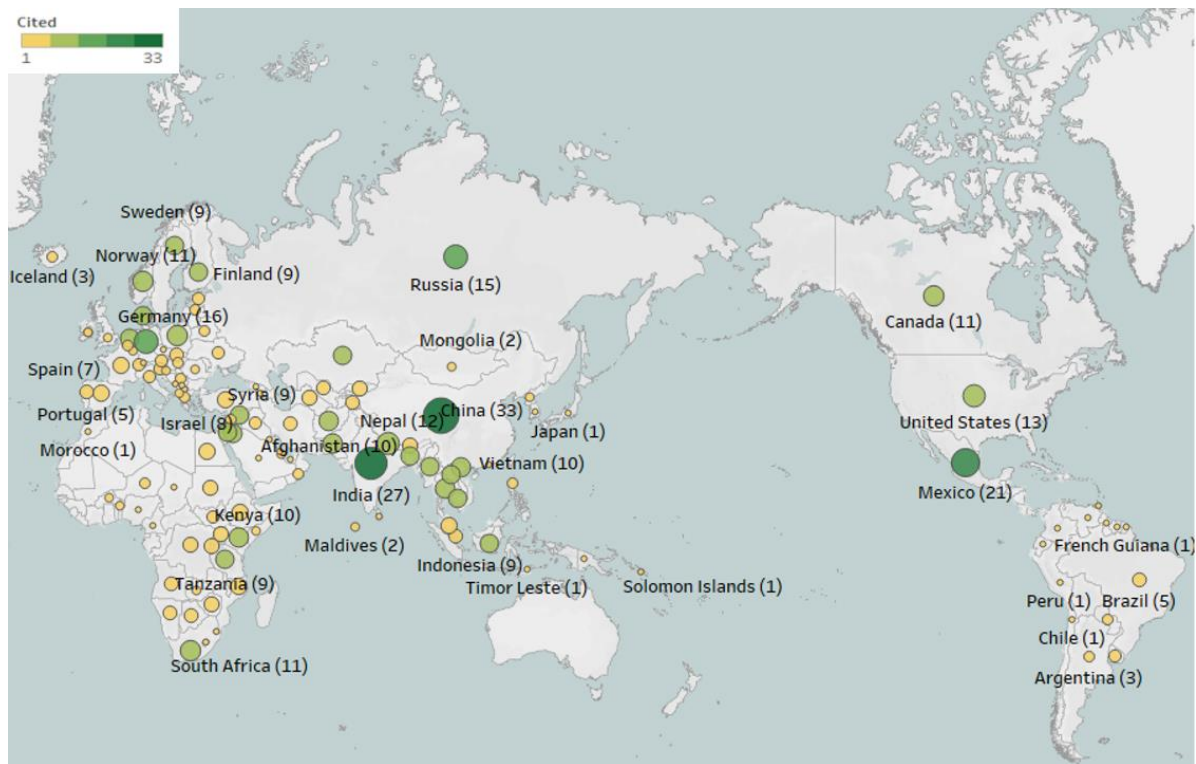 Cited
1 33
Sweden (9)
Norway (11)
Iceland (3)
Finland (9)
Russia (15)
Germany (16)
Canada (11)
Mongolia (2)
Spain (7)
Syria (9)
China (33)
Portugal (5)
Israel (8)
Nepal (12)
Japan (1)
United States (13)
Morocco (1)
Afghanistan (10)
Vietnam (10)
India (27)
Mexico (21)
Kenya (10)
Maldives (2)
French Guiana (1)
Indonesia (9)
Tanzania (9)
Timor Leste (1)
Solomon Islands (1)
Peru (1)
Brazil (5)
Chile (1)
South Africa (11)
Argentina (3)